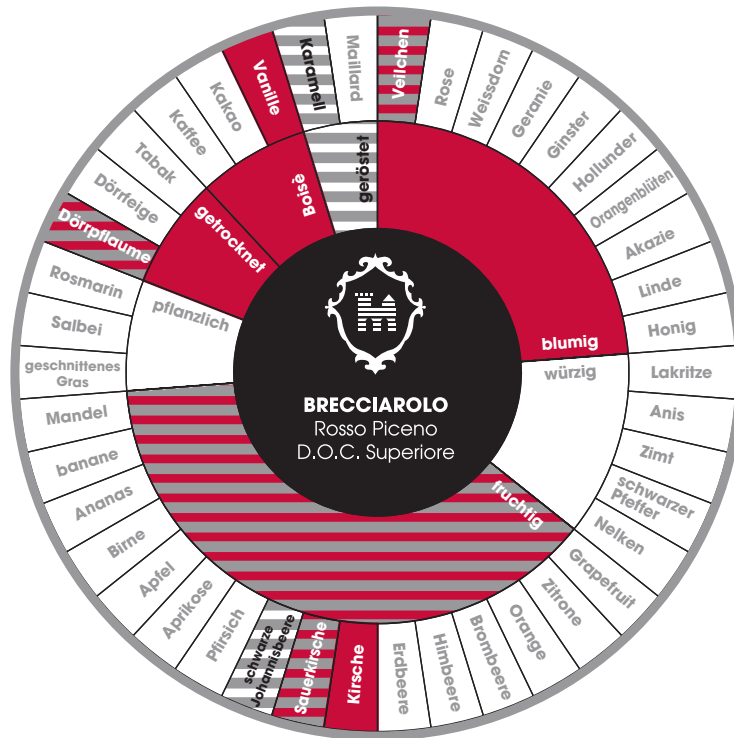 Veilchen
Rose
Weissdorn
Geranie
Ginster
Hollunder
Orangenblüten
Akazie
Linde
Honig
Lakritze
Anis
Zimt
schwarzer
Pfeffer
Nelken
Grapefruit
Zitrone
Orange
Brombeere
Himbeere
Erdbeere
Kirsche
Sauerkirsche
schwarze
Johannisbeere
Pfirsich
Aprikose
Apfel
Birne
Ananas
banane
Mandel
geschnittenes
Gras
Salbei
Rosmarin
Dörrpflaume
Dörrfeige
Tabak
Kaffee
Kakao
Vanille
Karamell
Maillard
blumig
würzig
fruchtig
pflanzlich
getrocknet
Boisè
geröstet
BRECCIAROLO
Rosso Piceno
D.O.C. Superiore